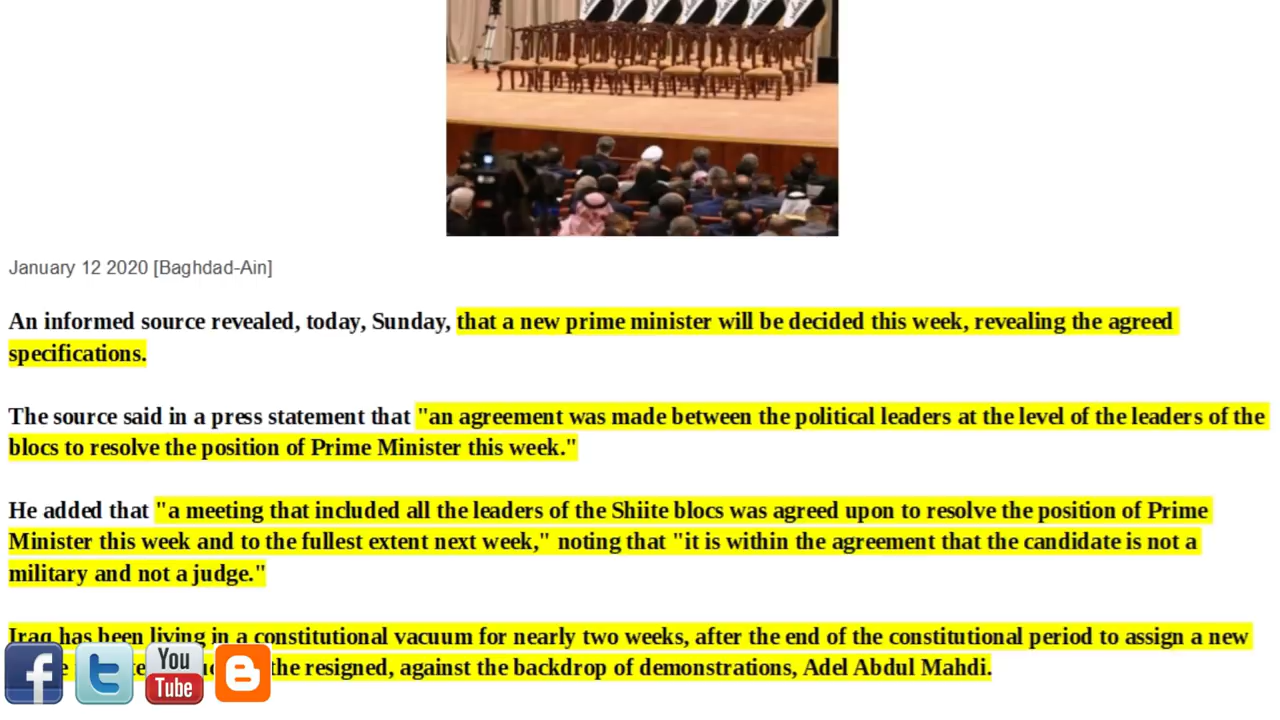 January 12 2020 [Baghdad-Ain]
An informed source revealed, today, Sunday, that a new prime minister will be decided this week, revealing the agreed
specifications.
The source said in a press statement that "an agreement was made between the political leaders at the level of the leaders of the
blocs to resolve the position of Prime Minister this week."
He added that "a meeting that included all the leaders of the Shiite blocs was agreed upon to resolve the position of Prime
Minister this week and to the fullest extent next week," noting that "it is within the agreement that the candidate is not a
military and not a judge."
Iraq has been living in a constitutional vacuum for nearly two weeks, after the end of the constitutional period to assign a new
the resigned, against the backdrop of demonstrations, Adel Abdul Mahdi.
You
Tube